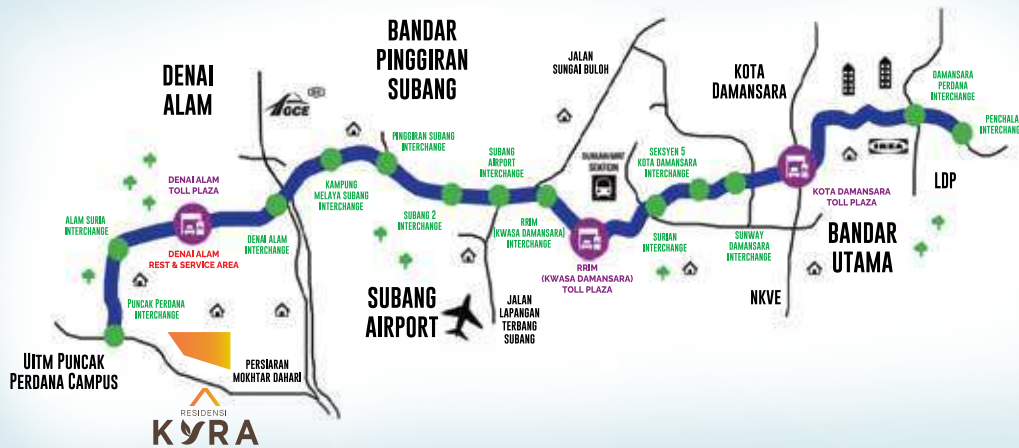 BANDAR
PINGGIRAN
SUBANG
DENAI
ALAM
JALAN
SUNGAI BULOH
KOTA
DAMANSARA
DAMANSARA
PERDANA
INTERCHANGE
PENCHALA
INTERCHANGE
GCE
PINGGIRAN SUBANG
INTERCHANGE
SUBANG
AIRPORT
INTERCHANGE
STATION
SEKSYEN 5
KOTA DAMANSARA
INTERCHANGE
IKEA
DENAI ALAM
TOLL PLAZA
KAMPUNG
MELAYA SUBANG
INTERCHANGE
LDP
KOTA DAMANSARA
TOLL PLAZA
ALAM SURIA
INTERCHANGE
SUBANG 2
INTERCHANGE
RRIM
(KWASA DAMANSARA)
INTERCHANGE
SURIAN
INTERCHANGE
SUNWAY
DAMANSARA
INTERCHANGE
BANDAR
UTAMA
DENAI ALAM
REST & SERVICE AREA
DENAI ALAM
INTERCHANGE
RRIM
(KWASA DAMANSARA)
TOLL PLAZA
PUNCAK PERDANA
INTERCHANGE
SUBANG
AIRPORT
JALAN
LAPANGAN
TERBANG
SUBANG
NKVE
UITM PUNCAK
PERDANA CAMPUS
PERSIARAN
MOKHTAR DAHARI
RESIDENSI
KYRA